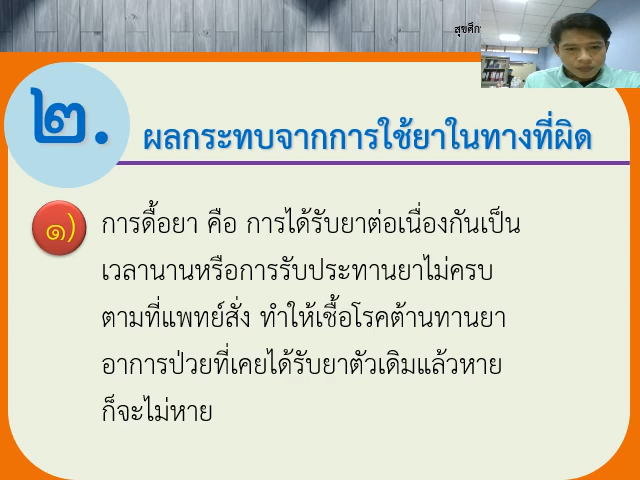 สุขศึก
๒.
ผลกระทบจากการใช้ยาในทางที่ผิด
๑) การดื้อยา คือ การได้รับยาต่อเนื่องกันเป็น
เวลานานหรือการรับประทานยาไม่ครบ
ตามที่แพทย์สั่ง ทำให้เชื้อโรคต้านทานยา
อาการป่วยที่เคยได้รับยาตัวเดิมแล้วหาย
ก็จะไม่หาย